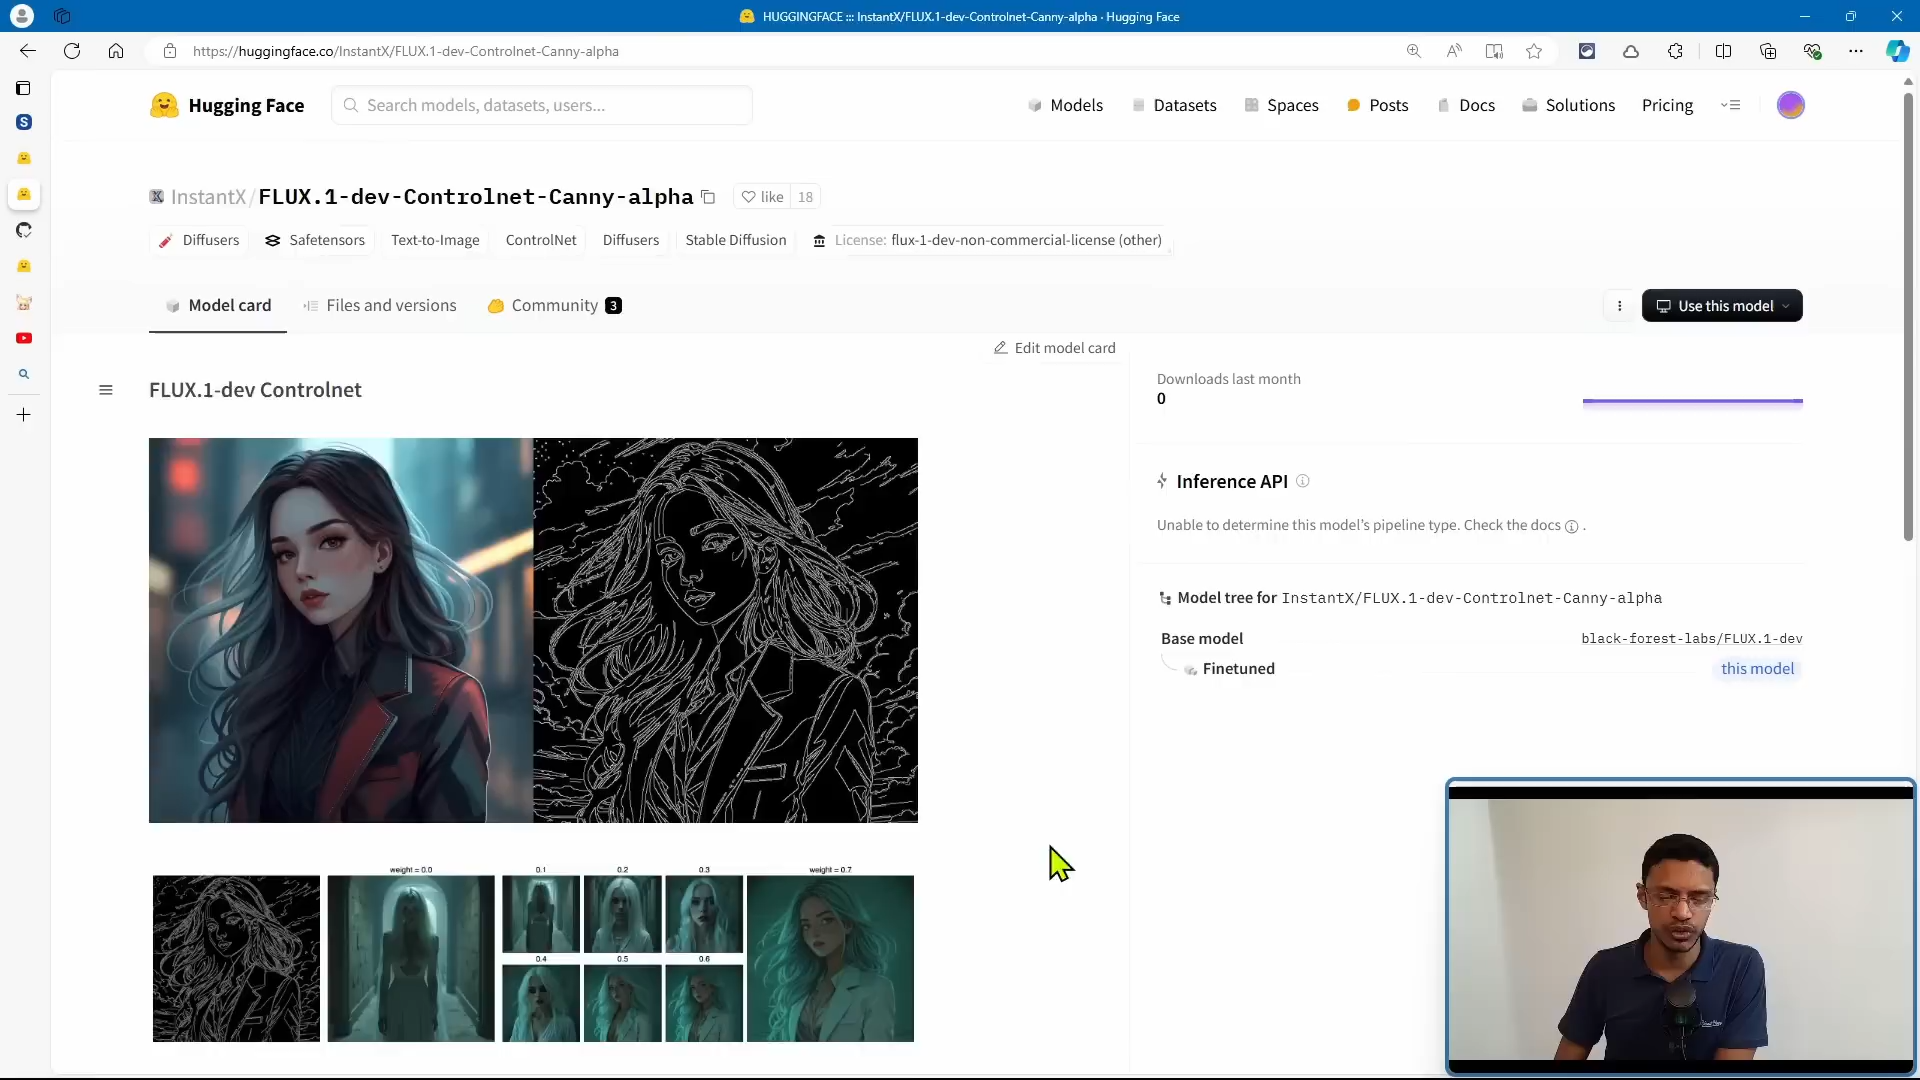 HUGGINGFACE ::: InstantX/FLUX.1-dev-Controlnet-Canny-alpha · Hugging Face
https://huggingface.co/InstantX/FLUX.1-dev-Controlnet-Canny-alpha
Hugging Face
Search models, datasets, users...
Models
Datasets
Spaces
Posts
Docs
Solutions
Pricing
InstantX/FLUX.1-dev-Controlnet-Canny-alpha
like 18
Diffusers
Safetensors
Text-to-Image
ControlNet
Diffusers
Stable Diffusion
License: flux-1-dev-non-commercial-license (other)
Model card
Files and versions
Community 3
Use this model
Edit model card
FLUX.1-dev Controlnet
Downloads last month
0
Inference API
Unable to determine this model's pipeline type. Check the docs .
Model tree for InstantX/FLUX.1-dev-Controlnet-Canny-alpha
Base model
black-forest-labs/FLUX.1-dev
Finetuned
this model
weight = 0.0
0.1
0.2
0.3
weight = 0.7
0.4
0.5
0.6